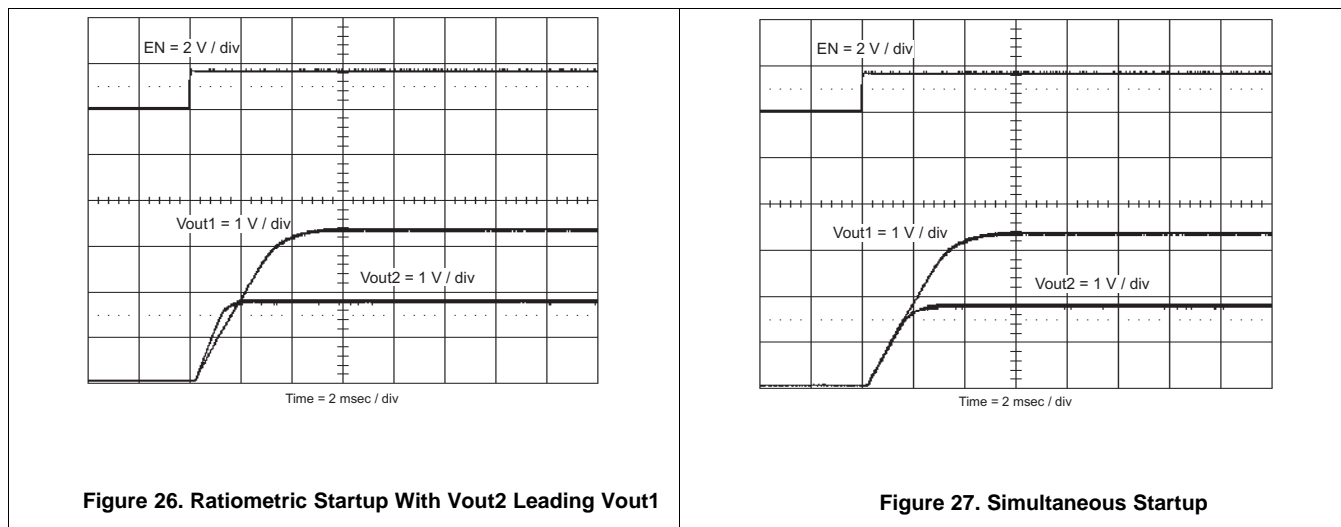 EN = 2 V / div
Vout1 = 1 V / div
Vout2 = 1 V / div
Time = 2 msec / div
Figure 26. Ratiometric Startup With Vout2 Leading Vout1
EN = 2 V / div
Vout1 = 1 V / div
Vout2 = 1 V / div
Time = 2 msec / div
Figure 27. Simultaneous Startup